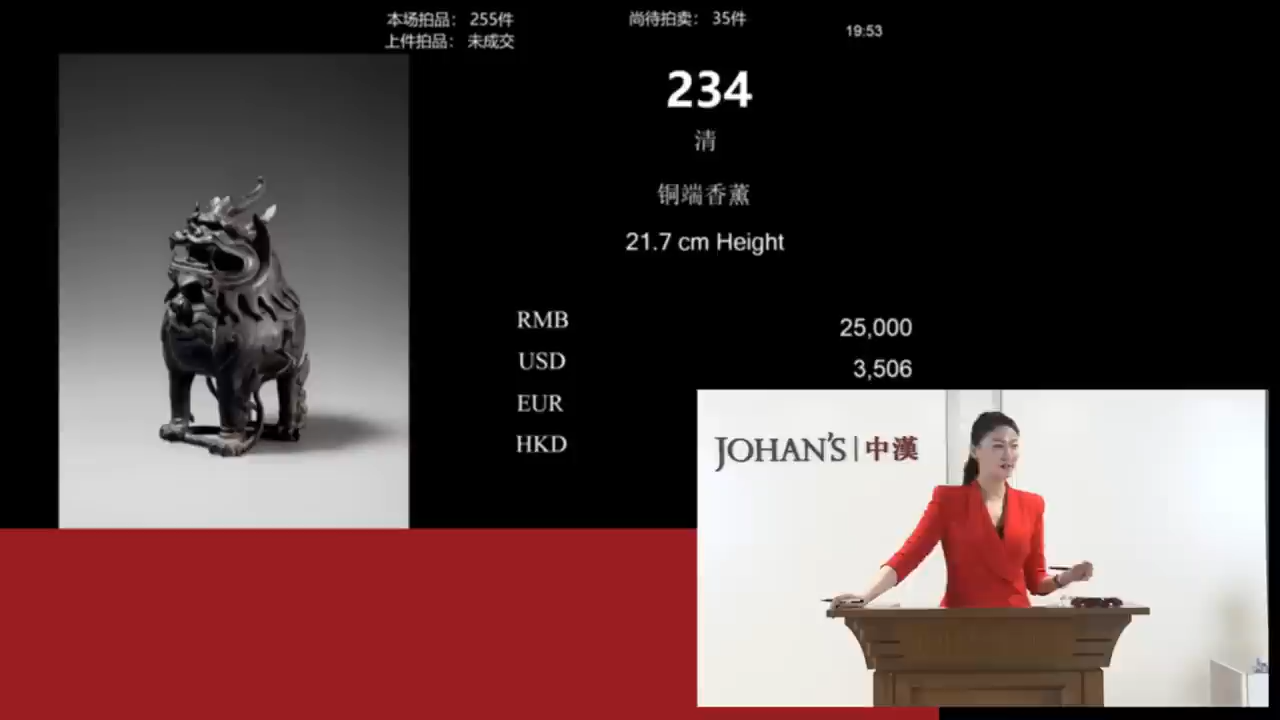 本场拍品: 255件
尚待拍卖: 35件
上件拍品: 未成交
19:53
234
清
铜端香薰
21.7 cm Height
RMB 25,000
USD 3,506
EUR
HKD
JOHAN'S|中漢